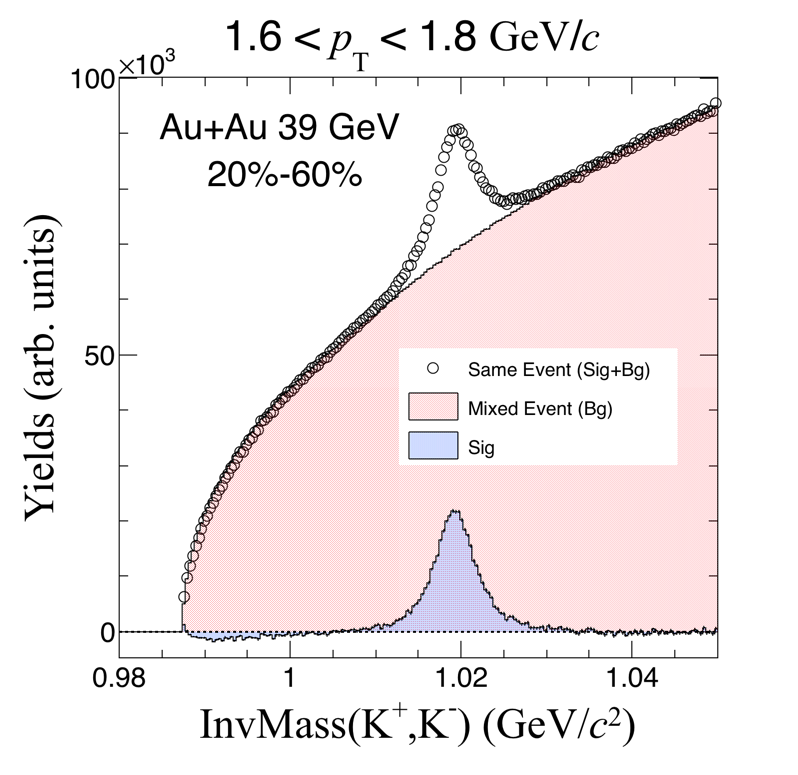 1.6 < p_T < 1.8 GeV/c
100 ×10³
Au+Au 39 GeV
20%-60%
Yields (arb. units)
50
Same Event (Sig+Bg)
Mixed Event (Bg)
Sig
0
0.98 1 1.02 1.04
InvMass(K⁺,K⁻) (GeV/c²)